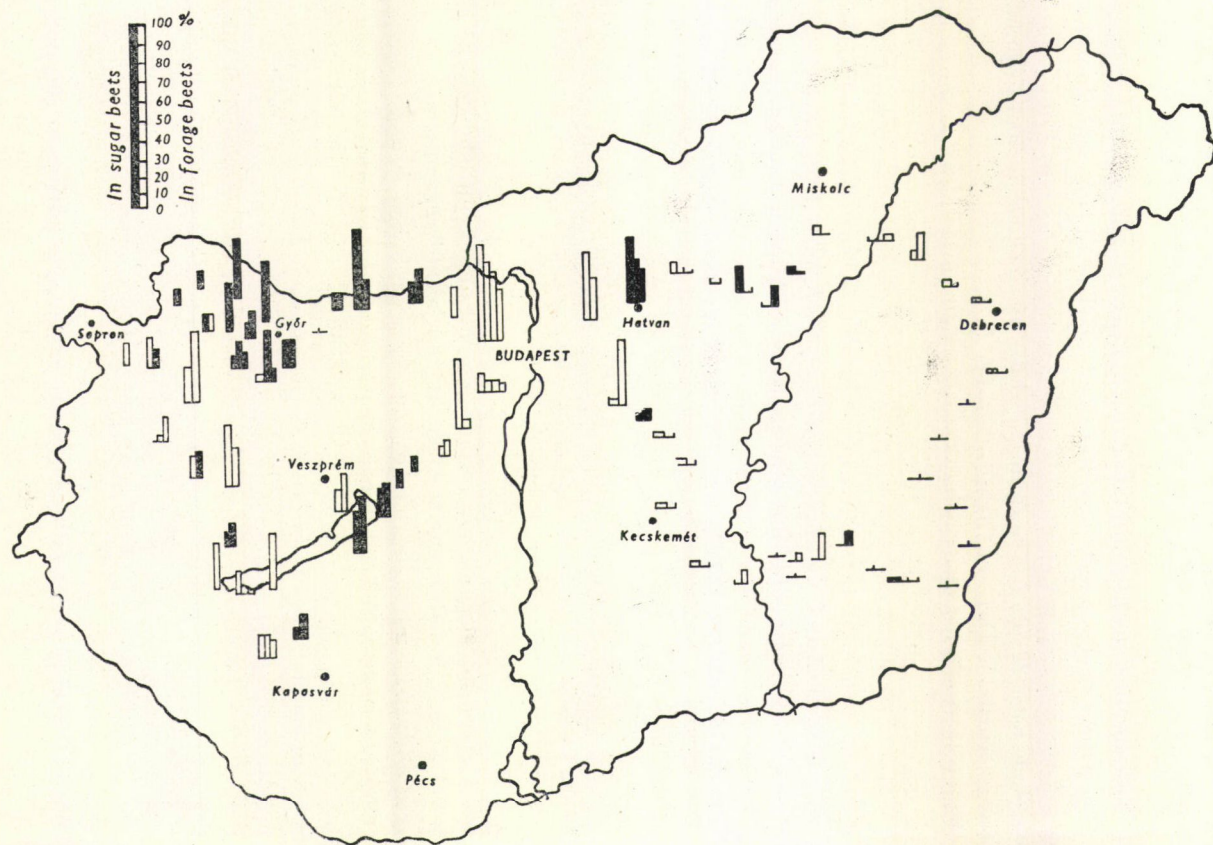 100 %
90
80
70
60
50
40
30
20
10
0
In sugar beets
In forage beets
Miskolc
Sopron
Győr
Hatvan
Debrecen
BUDAPEST
Veszprém
Kecskemét
Kaposvár
Pécs